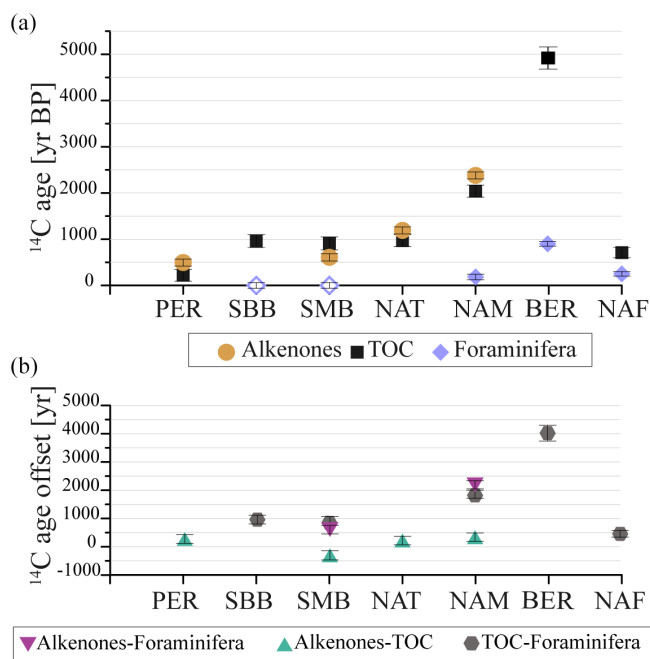 (a)
¹⁴C age [yr BP]
5000
4000
3000
2000
1000
0
PER SBB SMB NAT NAM BER NAF
Alkenones TOC Foraminifera
(b)
¹⁴C age offset [yr]
5000
4000
3000
2000
1000
0
-1000
PER SBB SMB NAT NAM BER NAF
Alkenones-Foraminifera Alkenones-TOC TOC-Foraminifera